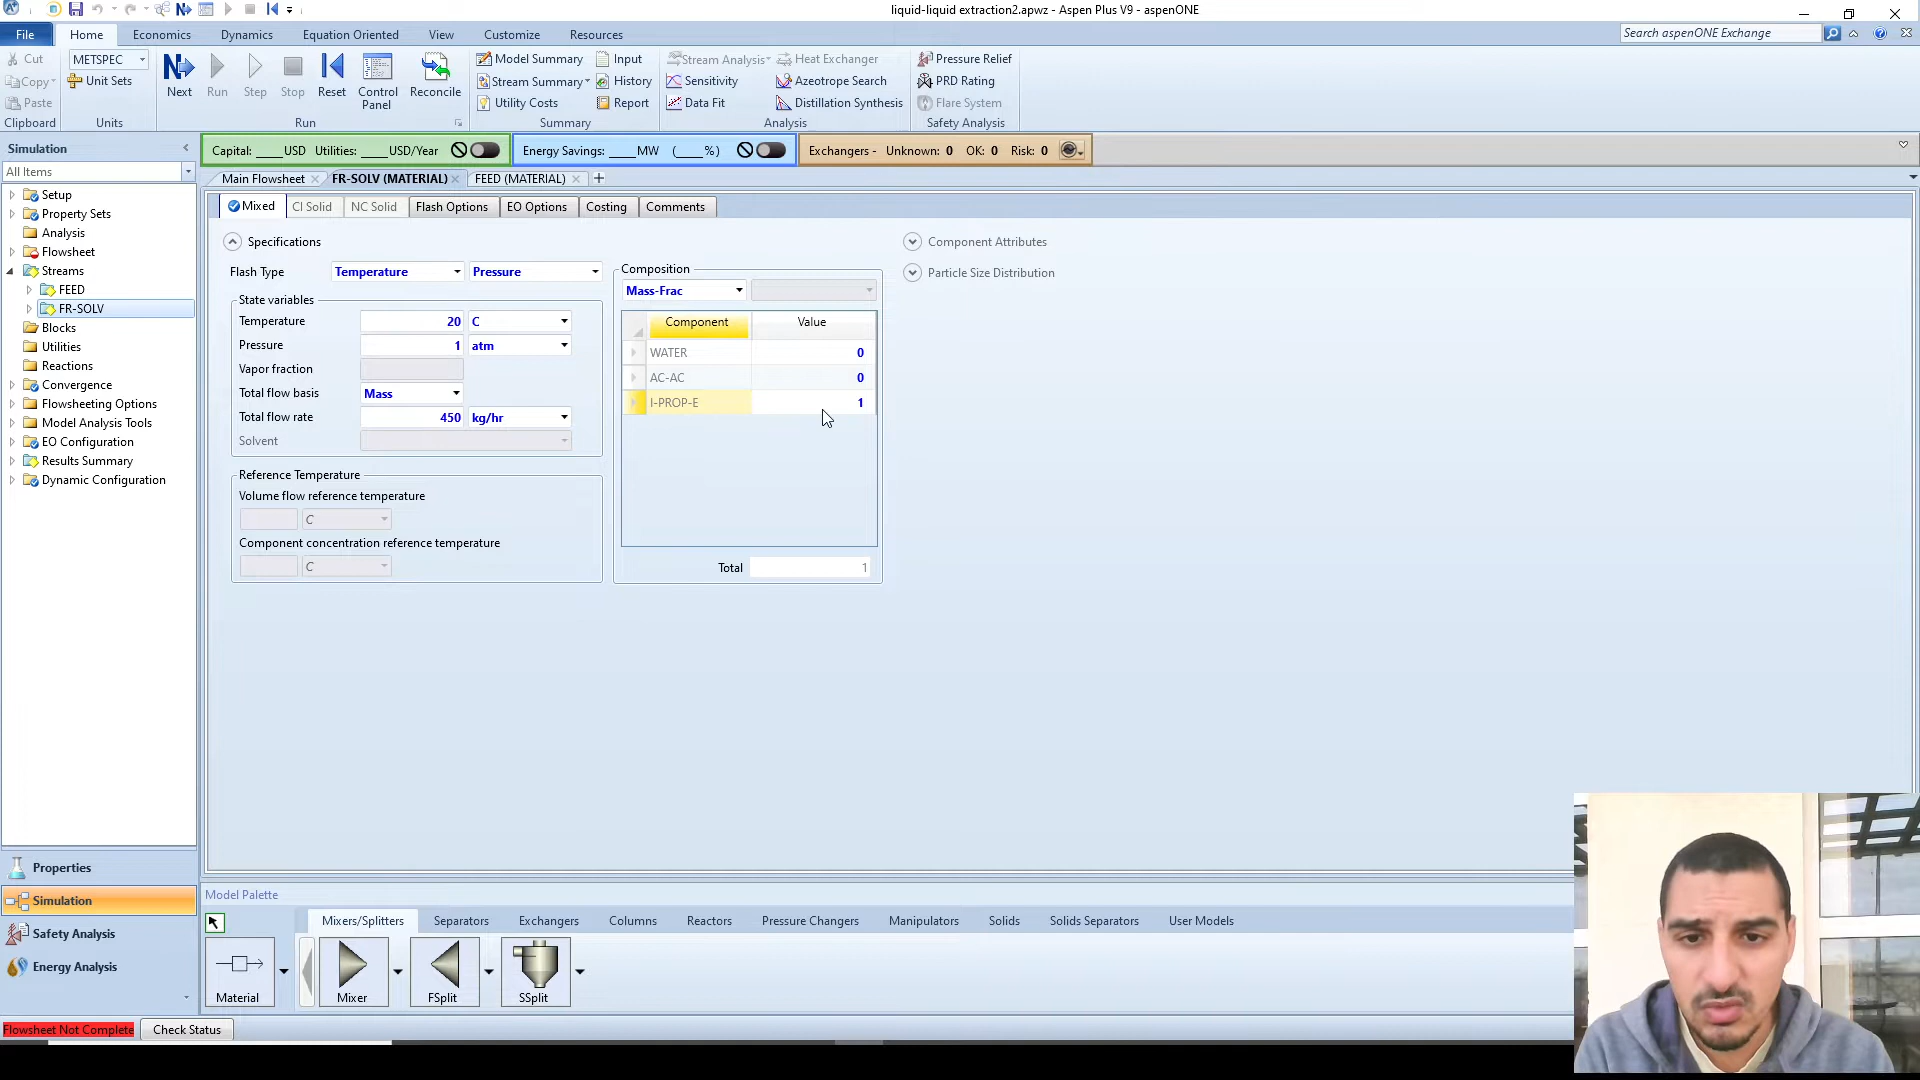 liquid-liquid extraction2.apwz - Aspen Plus V9 - aspenONE
File Home Economics Dynamics Equation Oriented View Customize Resources
Search aspenONE Exchange
Cut
Copy
Paste
Clipboard
METSPEC
Unit Sets
Units
Next Run Step Stop Reset Control Panel Reconcile
Run
Model Summary Input
Stream Summary History
Utility Costs Report
Summary
Stream Analysis Heat Exchanger
Sensitivity Azeotrope Search
Data Fit Distillation Synthesis
Analysis
Pressure Relief
PRD Rating
Flare System
Safety Analysis
Capital: ____USD Utilities: ____USD/Year
Energy Savings: ____MW (____%)
Exchangers - Unknown: 0 OK: 0 Risk: 0
Simulation
All Items
Setup
Property Sets
Analysis
Flowsheet
Streams
FEED
FR-SOLV
Blocks
Utilities
Reactions
Convergence
Flowsheeting Options
Model Analysis Tools
EO Configuration
Results Summary
Dynamic Configuration
Properties
Simulation
Safety Analysis
Energy Analysis
Main Flowsheet FR-SOLV (MATERIAL) FEED (MATERIAL)
Mixed CI Solid NC Solid Flash Options EO Options Costing Comments
Specifications
Flash Type Temperature Pressure
State variables
Temperature 20 C
Pressure 1 atm
Vapor fraction
Total flow basis Mass
Total flow rate 450 kg/hr
Solvent
Reference Temperature
Volume flow reference temperature
C
Component concentration reference temperature
C
Composition
Mass-Frac
Component Value
WATER 0
AC-AC 0
I-PROP-E 1
Total 1
Component Attributes
Particle Size Distribution
Model Palette
Mixers/Splitters Separators Exchangers Columns Reactors Pressure Changers Manipulators Solids Solids Separators User Models
Material Mixer FSplit SSplit
Flowsheet Not Complete Check Status